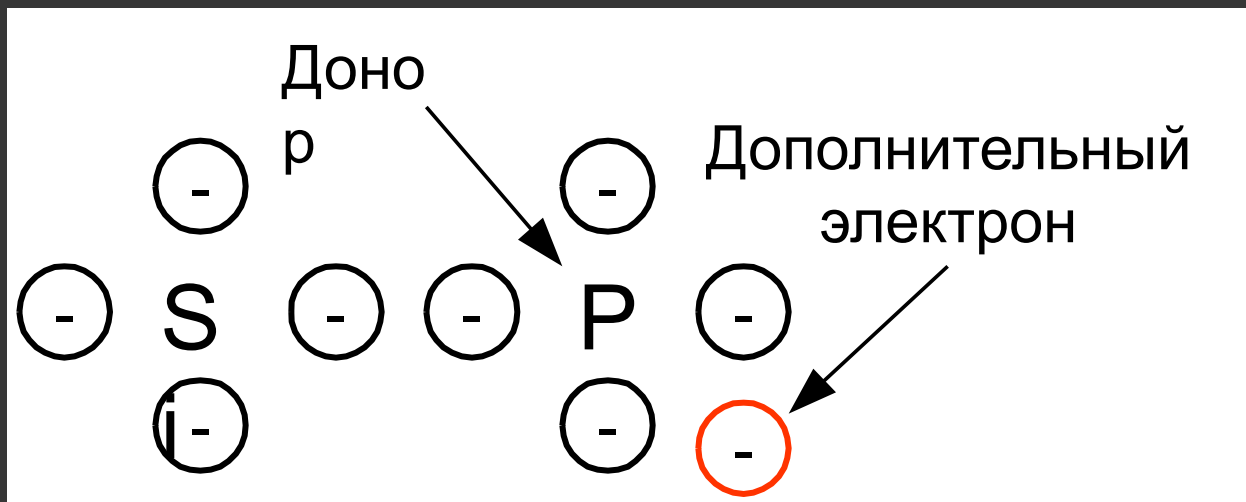 Доно
р
Дополнительный
электрон
- -
- S - - P -
i - - -